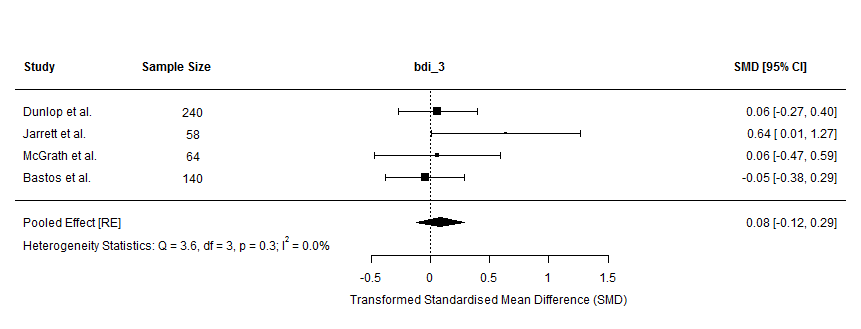 Study Sample Size bdi_3 SMD [95% CI]
Dunlop et al. 240 0.06 [-0.27, 0.40]
Jarrett et al. 58 0.64 [ 0.01, 1.27]
McGrath et al. 64 0.06 [-0.47, 0.59]
Bastos et al. 140 -0.05 [-0.38, 0.29]
Pooled Effect [RE] 0.08 [-0.12, 0.29]
Heterogeneity Statistics: Q = 3.6, df = 3, p = 0.3; I² = 0.0%
-0.5 0 0.5 1 1.5
Transformed Standardised Mean Difference (SMD)